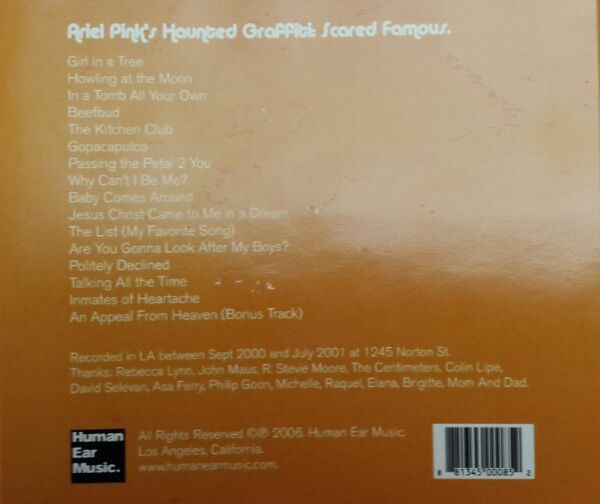 Ariel Pink's Haunted Graffiti: Scared Famous.
Girl in a Tree
Howling at the Moon
In a Tomb All Your Own
Beefbud
The Kitchen Club
Gopacapulco
Passing the Petal 2 You
Why Can't I Be Me?
Baby Comes Around
Jesus Christ Came to Me in a Dream
The List (My Favorite Song)
Are You Gonna Look After My Boys?
Politely Declined
Talking All the Time
Inmates of Heartache
An Appeal From Heaven (Bonus Track)
Recorded in LA between Sept 2000 and July 2001 at 1245 Norton St.
Thanks: Rebecca Lynn, John Maus, R. Stevie Moore, The Centimeters, Colin Lipe,
David Selevan, Asa Ferry, Philip Goon, Michelle, Raquel, Elana, Brigitte, Mom And Dad.
Human
Ear
Music.
All Rights Reserved ©℗ 2006. Human Ear Music.
Los Angeles, California.
www.humanearmusic.com.
8 81345 00085 2